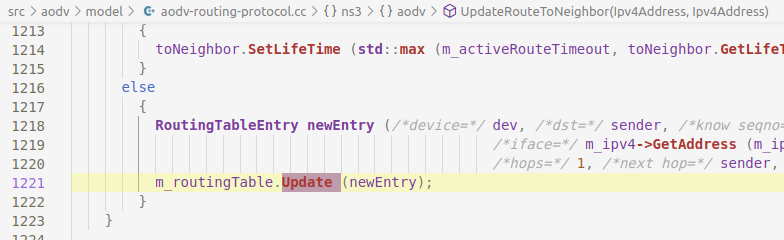 src > aodv > model > aodv-routing-protocol.cc > {} ns3 > {} aodv > UpdateRouteToNeighbor(Ipv4Address, Ipv4Address)
1213 {
1214 toNeighbor.SetLifeTime (std::max (m_activeRouteTimeout, toNeighbor.GetLifeT
1215 }
1216 else
1217 {
1218 RoutingTableEntry newEntry (/*device=*/ dev, /*dst=*/ sender, /*know seqno=
1219 /*iface=*/ m_ipv4->GetAddress (m_ip
1220 /*hops=*/ 1, /*next hop=*/ sender,
1221 m_routingTable.Update (newEntry);
1222 }
1223 }
1224